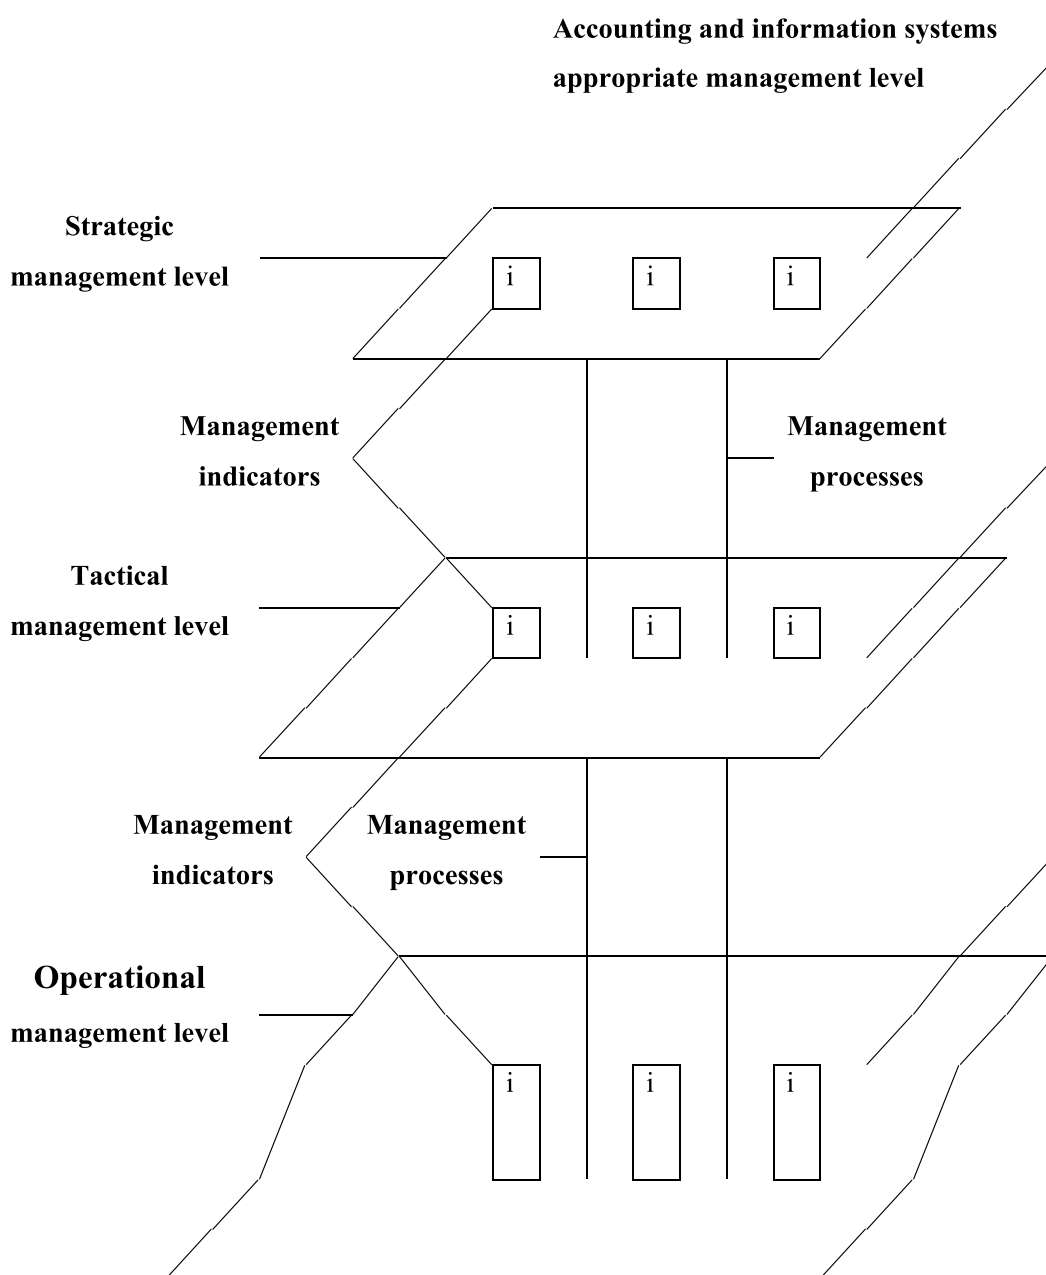 Accounting and information systems
appropriate management level
Strategic
management level
i i i
Management
indicators
Management
processes
Tactical
management level
i i i
Management
indicators
Management
processes
Operational
management level
i i i